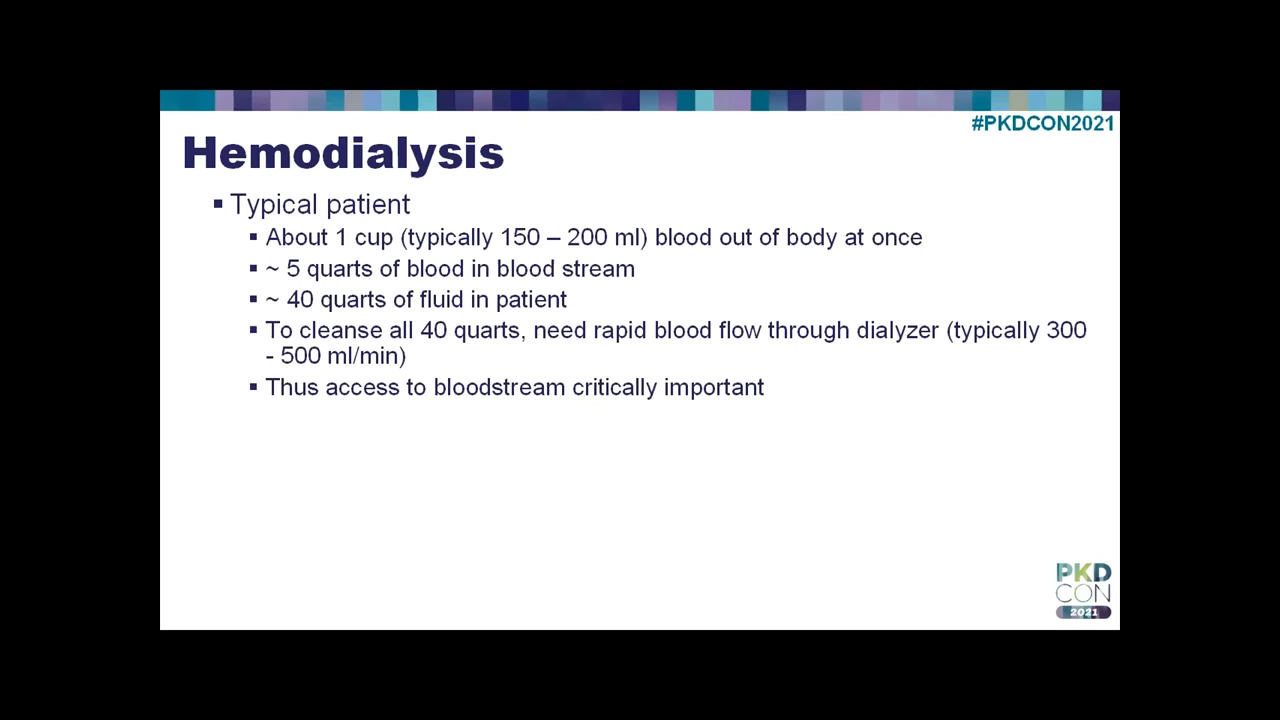 #PKDCON2021
Hemodialysis
▪ Typical patient
▪ About 1 cup (typically 150 – 200 ml) blood out of body at once
▪ ~ 5 quarts of blood in blood stream
▪ ~ 40 quarts of fluid in patient
▪ To cleanse all 40 quarts, need rapid blood flow through dialyzer (typically 300
- 500 ml/min)
▪ Thus access to bloodstream critically important
PKD
CON
2021